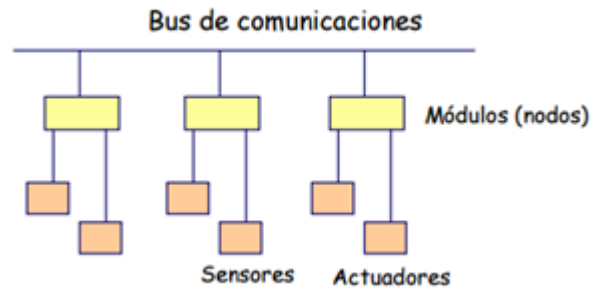 Bus de comunicaciones
Módulos (nodos)
Sensores
Actuadores